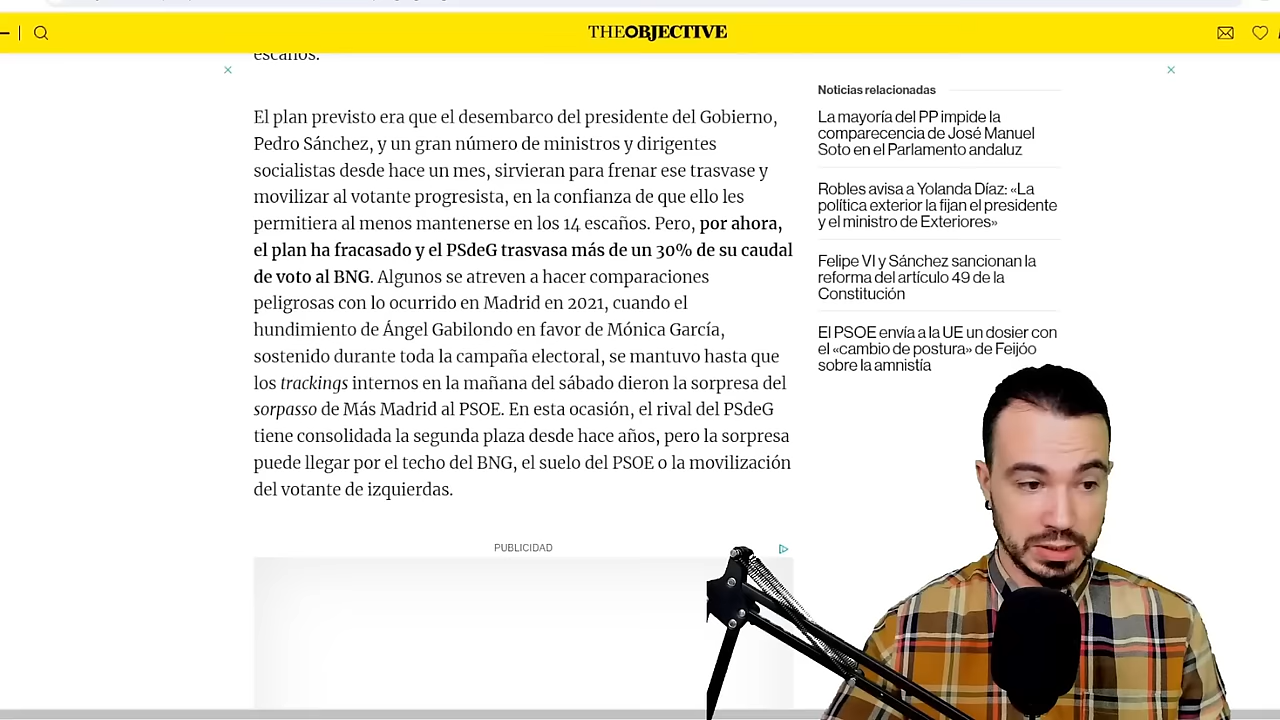 THEOBJECTIVE
escaños.
El plan previsto era que el desembarco del presidente del Gobierno,
Pedro Sánchez, y un gran número de ministros y dirigentes
socialistas desde hace un mes, sirvieran para frenar ese trasvase y
movilizar al votante progresista, en la confianza de que ello les
permitiera al menos mantenerse en los 14 escaños. Pero, por ahora,
el plan ha fracasado y el PSdeG trasvasa más de un 30% de su caudal
de voto al BNG. Algunos se atreven a hacer comparaciones
peligrosas con lo ocurrido en Madrid en 2021, cuando el
hundimiento de Ángel Gabilondo en favor de Mónica García,
sostenido durante toda la campaña electoral, se mantuvo hasta que
los trackings internos en la mañana del sábado dieron la sorpresa del
sorpasso de Más Madrid al PSOE. En esta ocasión, el rival del PSdeG
tiene consolidada la segunda plaza desde hace años, pero la sorpresa
puede llegar por el techo del BNG, el suelo del PSOE o la movilización
del votante de izquierdas.
PUBLICIDAD
Noticias relacionadas
La mayoría del PP impide la
comparecencia de José Manuel
Soto en el Parlamento andaluz
Robles avisa a Yolanda Díaz: «La
política exterior la fijan el presidente
y el ministro de Exteriores»
Felipe VI y Sánchez sancionan la
reforma del artículo 49 de la
Constitución
El PSOE envía a la UE un dosier con
el «cambio de postura» de Feijóo
sobre la amnistía